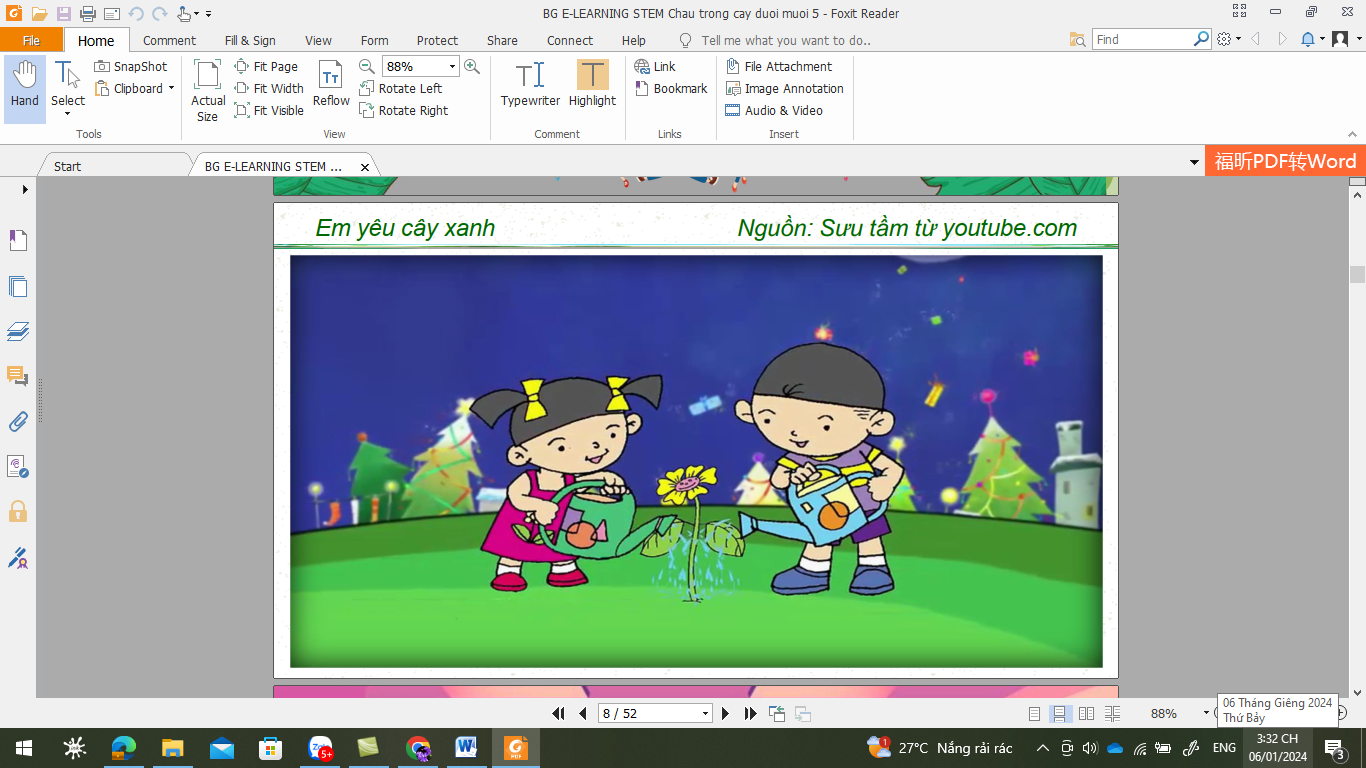 BG E-LEARNING STEM Chau trong cay duoi muoi 5 - Foxit Reader
File Home Comment Fill & Sign View Form Protect Share Connect Help Tell me what you want to do.. Find
Hand
Select
SnapShot
Clipboard
Tools
Actual Size
Fit Page
Fit Width
Fit Visible
Reflow
88%
Rotate Left
Rotate Right
View
Typewriter
Highlight
Comment
Link
Bookmark
Links
File Attachment
Image Annotation
Audio & Video
Insert
Start
BG E-LEARNING STEM ...
福昕PDF转Word
Em yêu cây xanh
Nguồn: Sưu tầm từ youtube.com
8 / 52
88%
06 Tháng Giêng 2024
Thứ Bảy
Zalo
5+
W
PDF
1
27°C Nắng rải rác
ENG
3:32 CH
06/01/2024
3